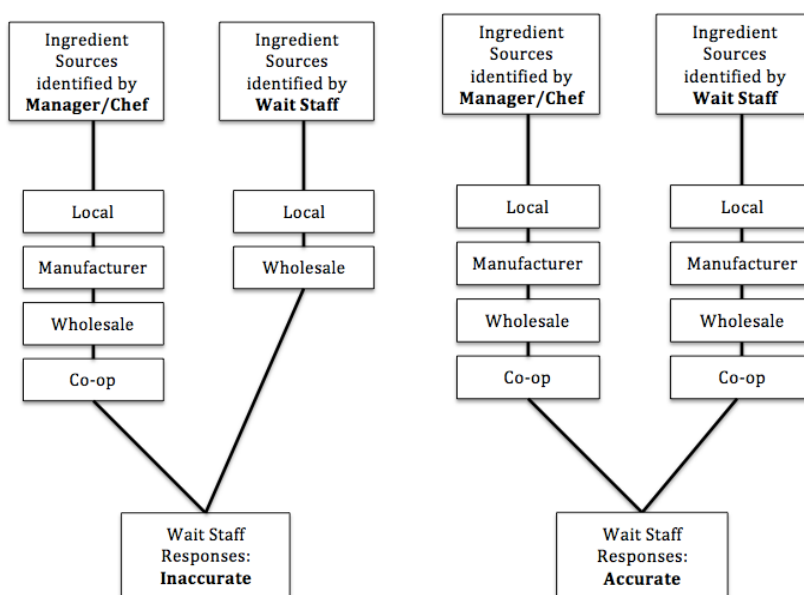 Ingredient
Sources
identified by
Manager/Chef
Ingredient
Sources
identified by
Wait Staff
Local
Manufacturer
Wholesale
Co-op
Local
Wholesale
Wait Staff
Responses:
Inaccurate
Ingredient
Sources
identified by
Manager/Chef
Ingredient
Sources
identified by
Wait Staff
Local
Manufacturer
Wholesale
Co-op
Local
Manufacturer
Wholesale
Co-op
Wait Staff
Responses:
Accurate